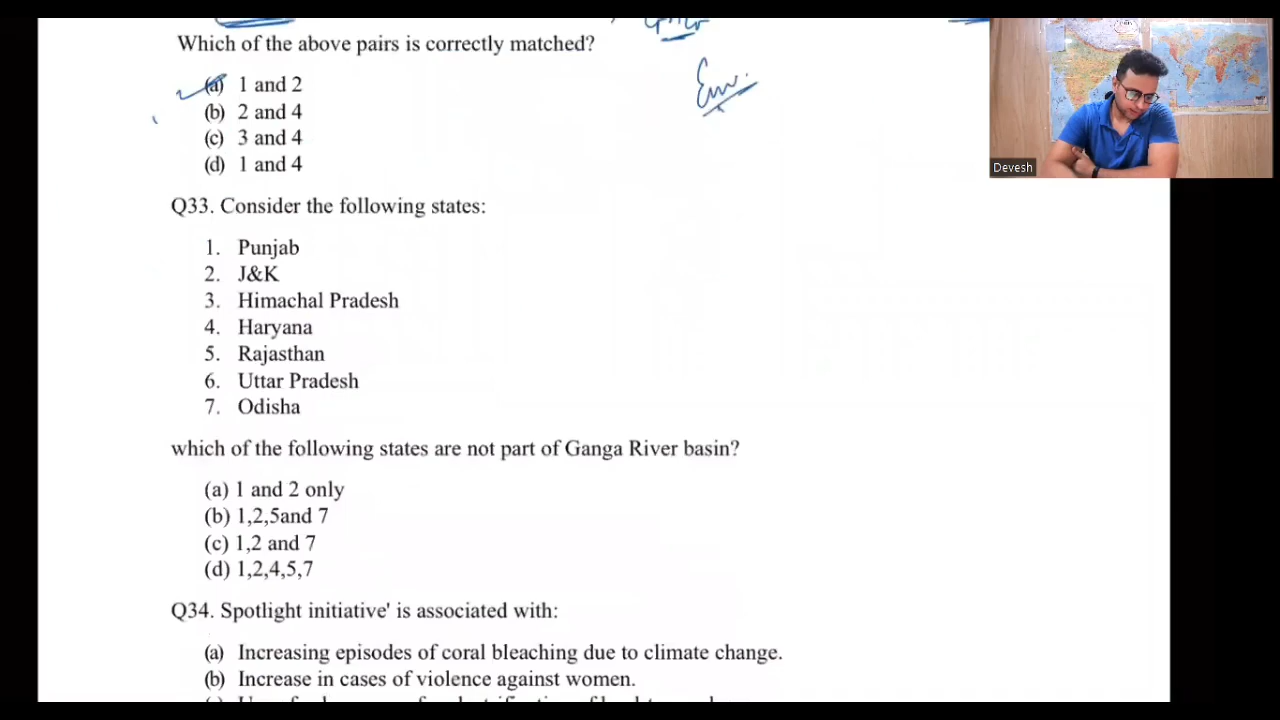 Which of the above pairs is correctly matched?
(a) 1 and 2
Env.
(b) 2 and 4
(c) 3 and 4
(d) 1 and 4
Devesh
Q33. Consider the following states:
1. Punjab
2. J&K
3. Himachal Pradesh
4. Haryana
5. Rajasthan
6. Uttar Pradesh
7. Odisha
which of the following states are not part of Ganga River basin?
(a) 1 and 2 only
(b) 1,2,5and 7
(c) 1,2 and 7
(d) 1,2,4,5,7
Q34. Spotlight initiative' is associated with:
(a) Increasing episodes of coral bleaching due to climate change.
(b) Increase in cases of violence against women.